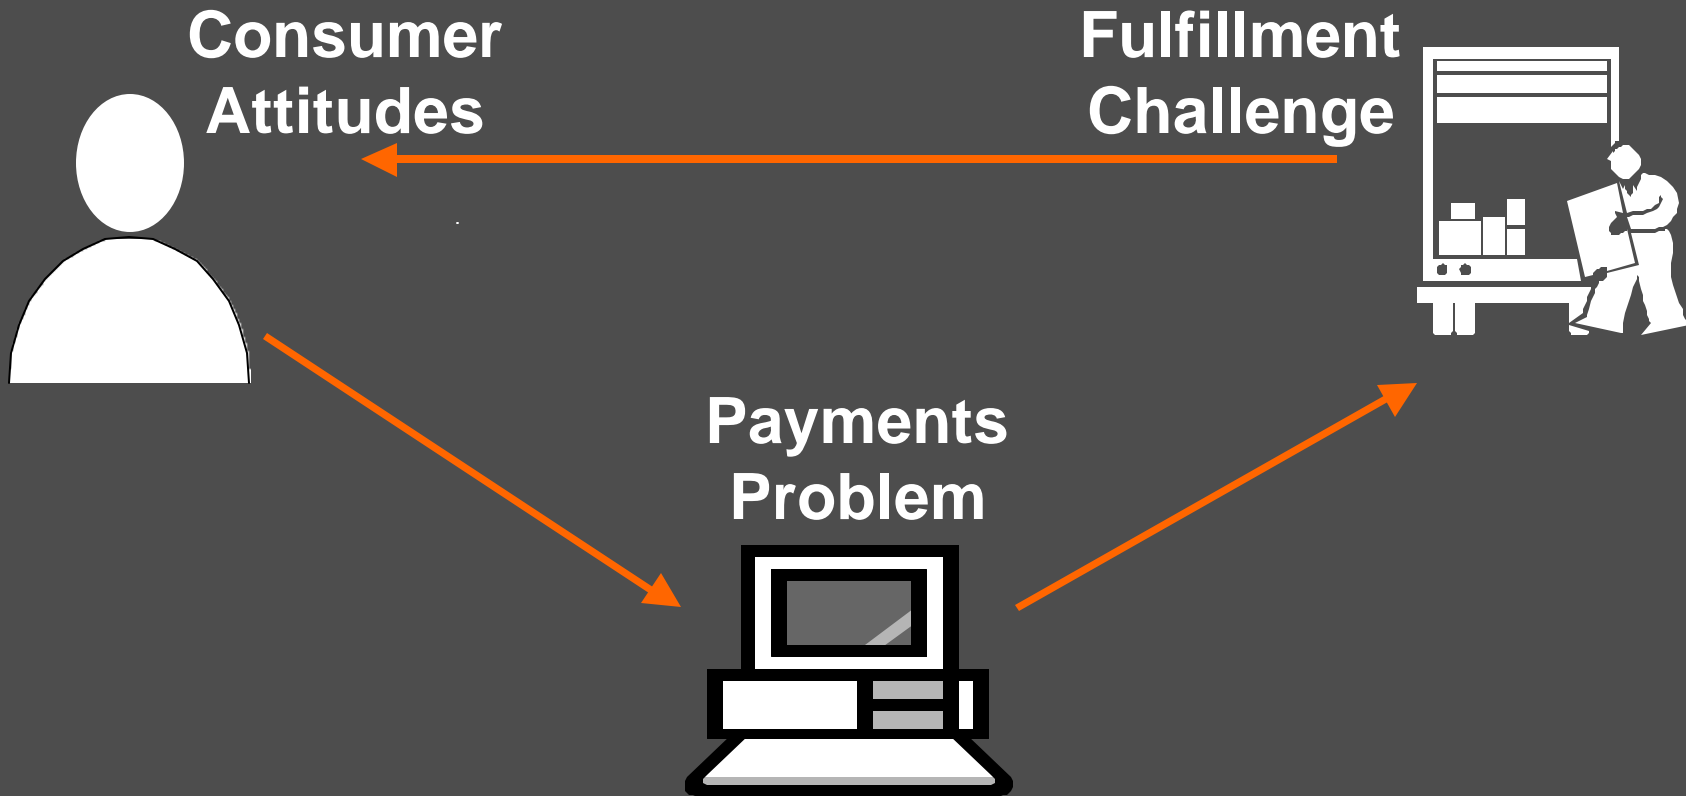 Consumer
Attitudes
Fulfillment
Challenge
Payments
Problem